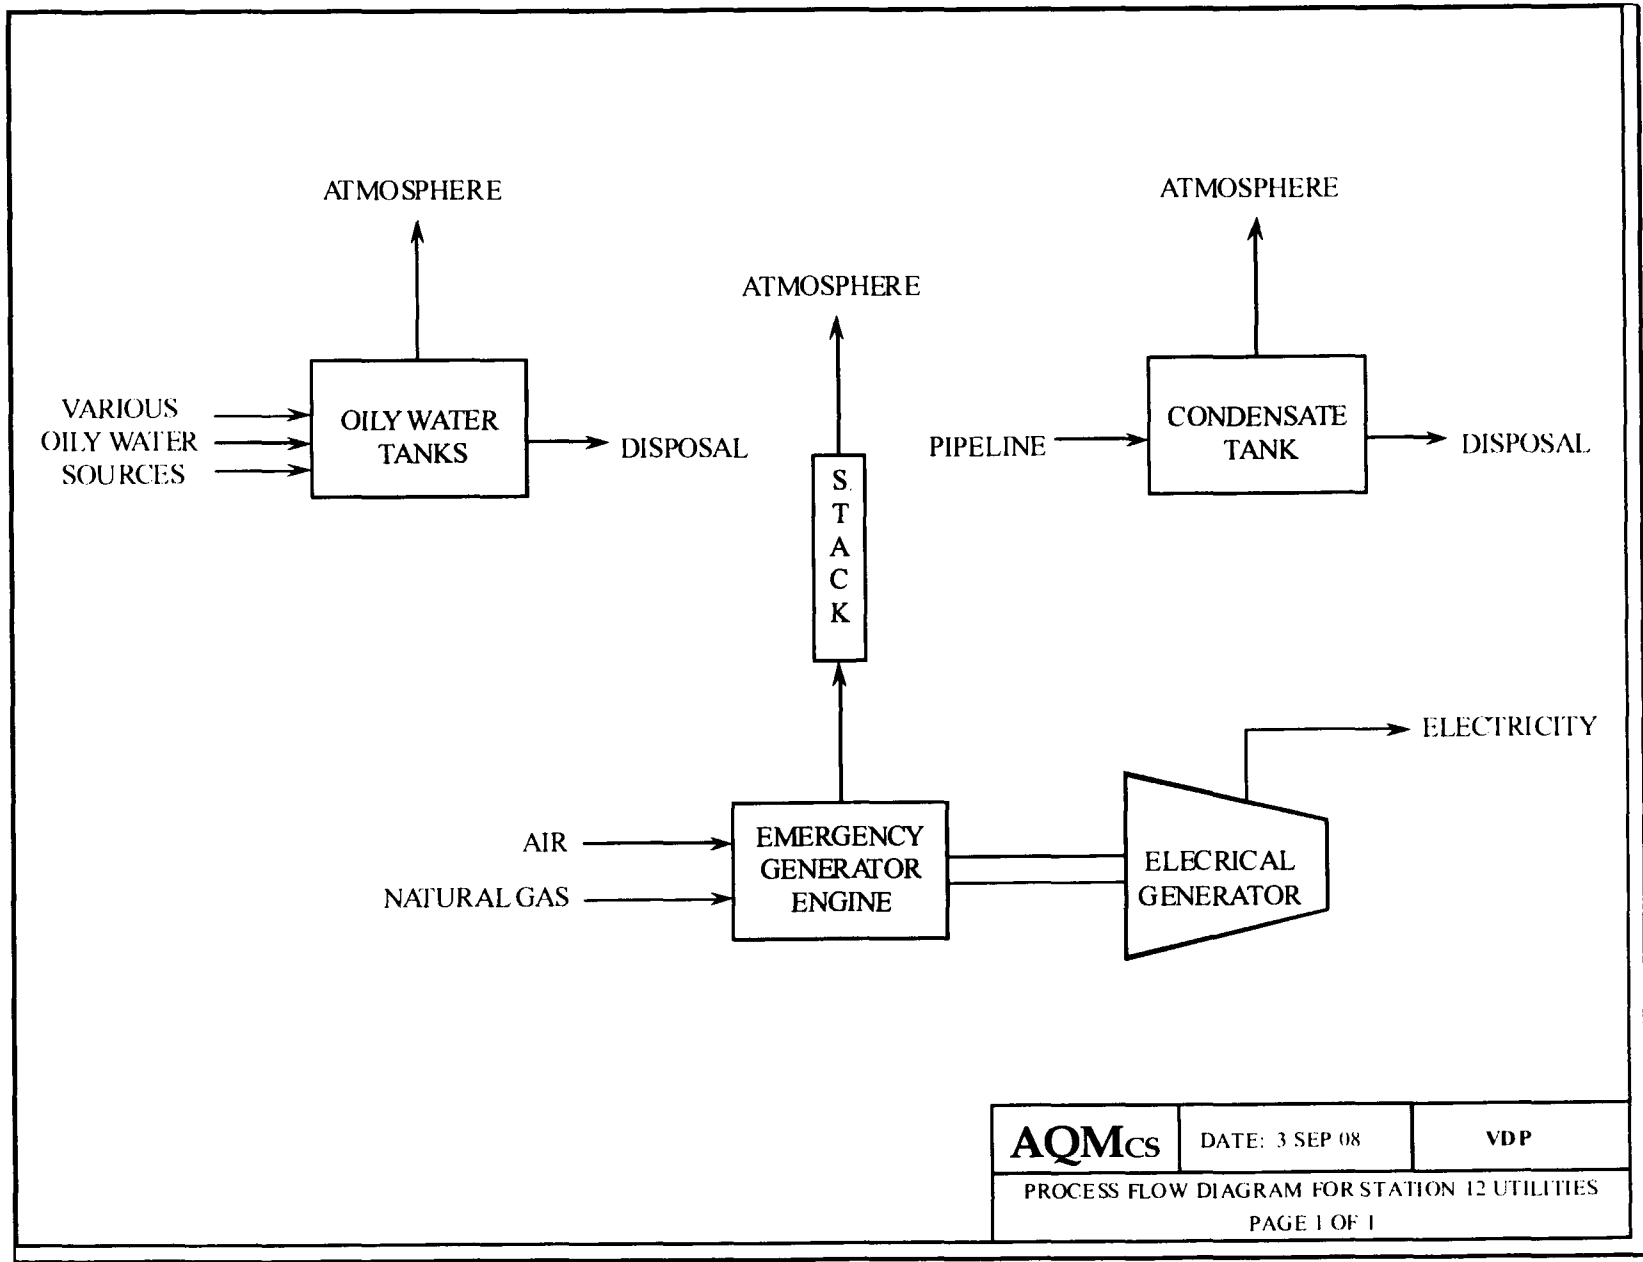 ATMOSPHERE
ATMOSPHERE
ATMOSPHERE
VARIOUS
OILY WATER
SOURCES
OILY WATER
TANKS
DISPOSAL
PIPELINE
CONDENSATE
TANK
DISPOSAL
S
T
A
C
K
ELECTRICITY
AIR
NATURAL GAS
EMERGENCY
GENERATOR
ENGINE
ELECRICAL
GENERATOR
AQMCS
DATE: 3 SEP 08
VDP
PROCESS FLOW DIAGRAM FOR STATION 12 UTILITIES
PAGE 1 OF 1